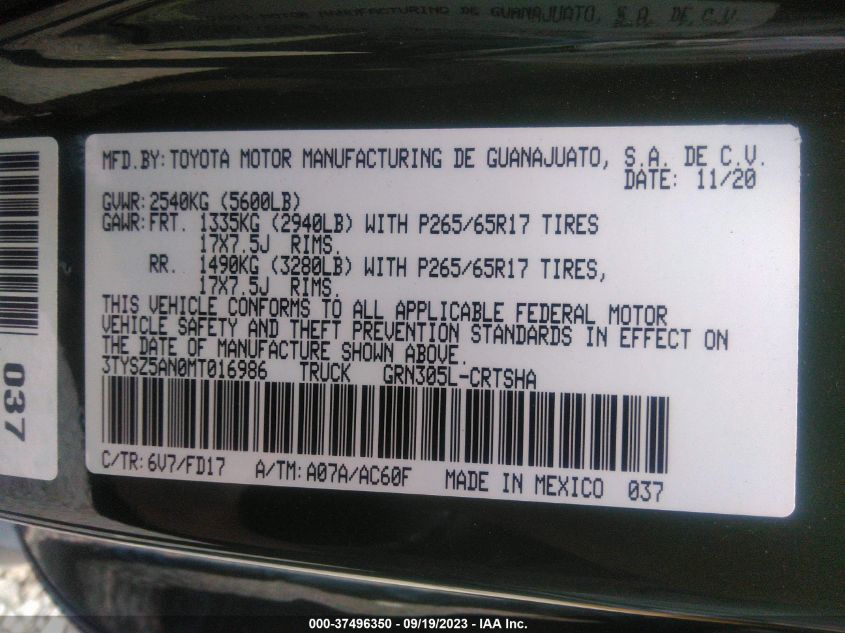 MFD.BY:TOYOTA MOTOR MANUFACTURING DE GUANAJUATO, S.A. DE C.V.
DATE: 11/20
GVWR:2540KG (5600LB)
GAWR:FRT. 1335KG (2940LB) WITH P265/65R17 TIRES
17X7.5J RIMS.
RR. 1490KG (3280LB) WITH P265/65R17 TIRES,
17X7.5J RIMS.
THIS VEHICLE CONFORMS TO ALL APPLICABLE FEDERAL MOTOR
VEHICLE SAFETY AND THEFT PREVENTION STANDARDS IN EFFECT ON
THE DATE OF MANUFACTURE SHOWN ABOVE.
3TYSZ5AN0MT016986 TRUCK GRN305L-CRTSHA
C/TR:6V7/FD17 A/TM:A07A/AC60F MADE IN MEXICO 037
037
000-37496350 - 09/19/2023 - IAA Inc.